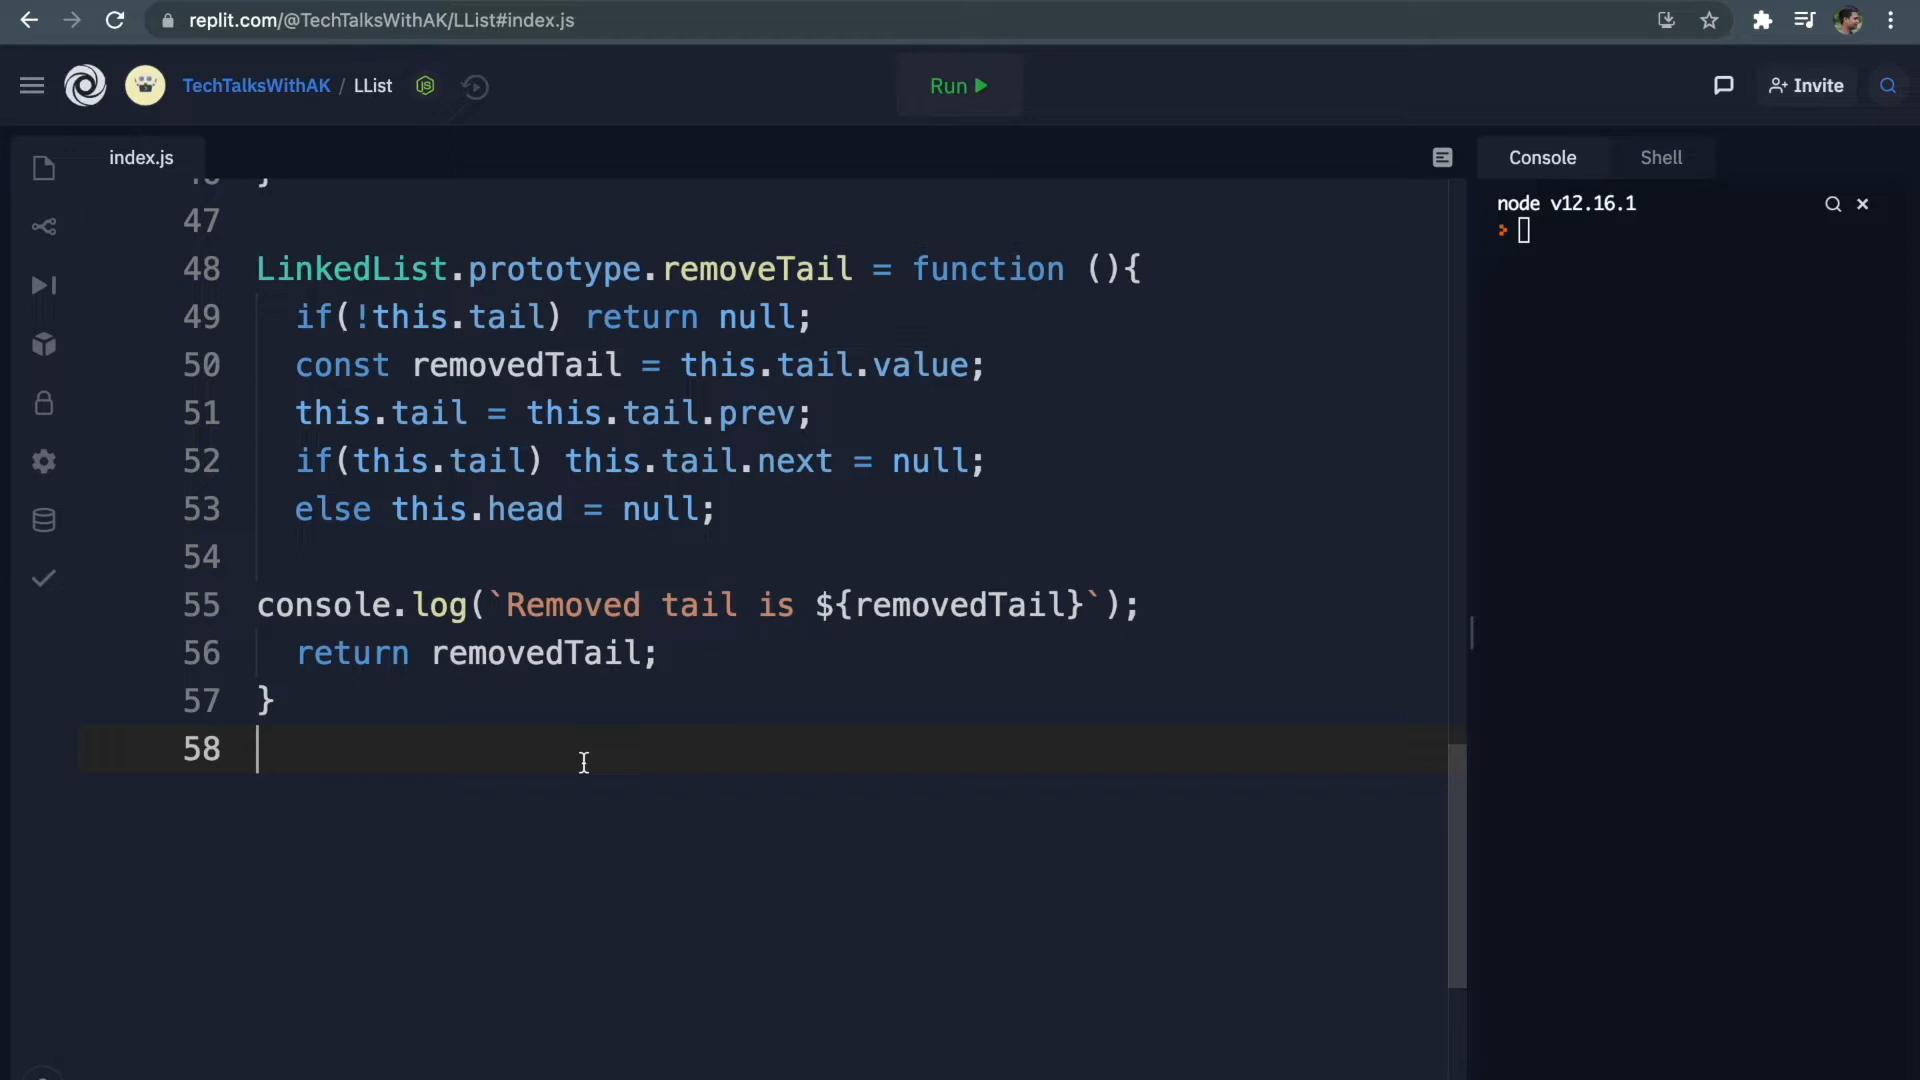 replit.com/@TechTalksWithAK/LList#index.js
TechTalksWithAK / LList
Run
Invite
index.js
Console
Shell
node v12.16.1
47
48 LinkedList.prototype.removeTail = function (){
49 if(!this.tail) return null;
50 const removedTail = this.tail.value;
51 this.tail = this.tail.prev;
52 if(this.tail) this.tail.next = null;
53 else this.head = null;
54
55 console.log(`Removed tail is ${removedTail}`);
56 return removedTail;
57 }
58